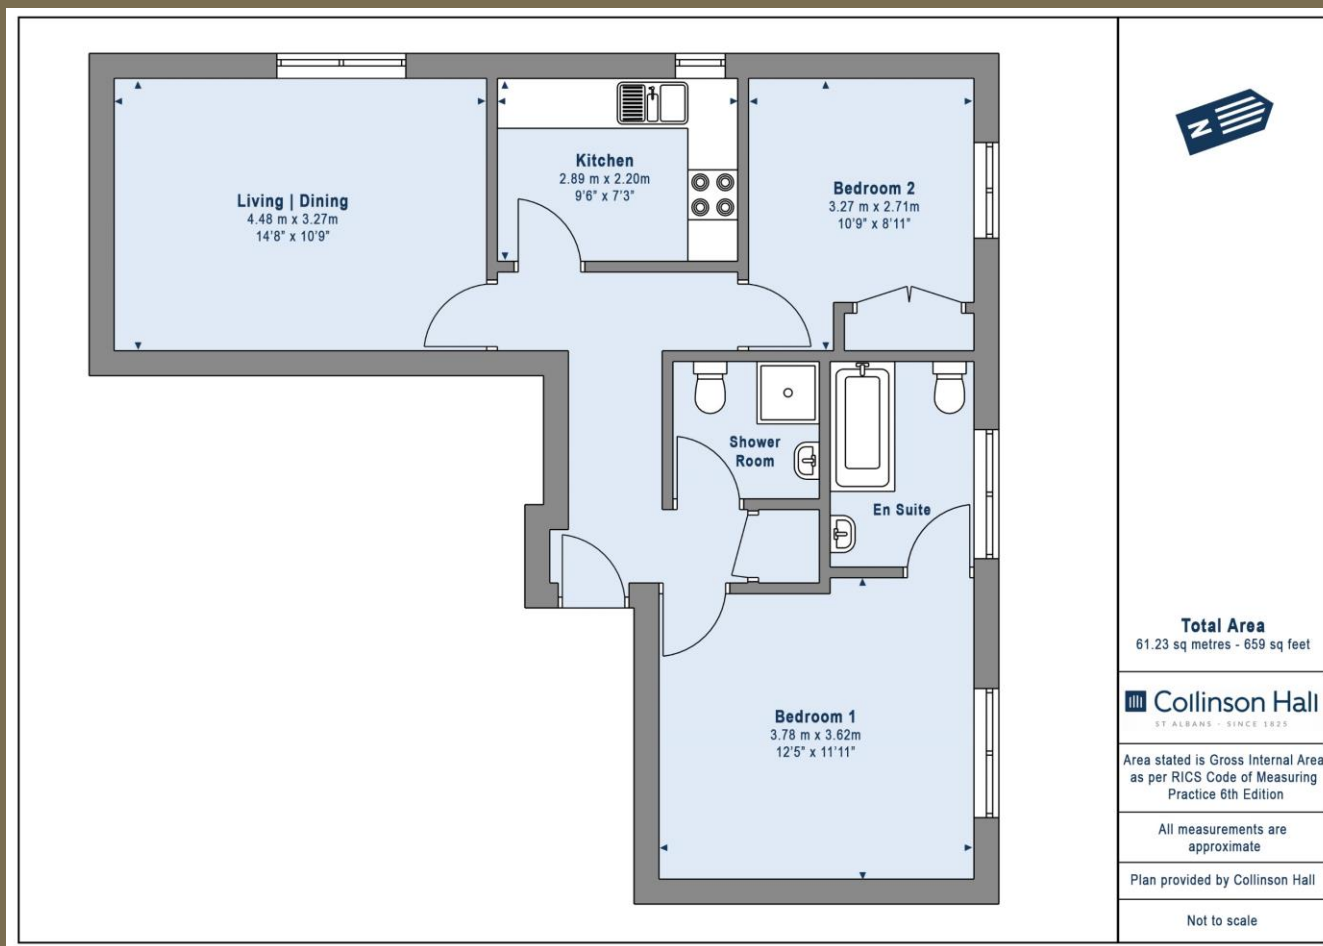 Living | Dining
4.48 m x 3.27m
14'8" x 10'9"
Kitchen
2.89 m x 2.20m
9'6" x 7'3"
Bedroom 2
3.27 m x 2.71m
10'9" x 8'11"
Shower
Room
En Suite
Bedroom 1
3.78 m x 3.62m
12'5" x 11'11"
N
Total Area
61.23 sq metres - 659 sq feet
Collinson Hall
ST ALBANS · SINCE 1825
Area stated is Gross Internal Area
as per RICS Code of Measuring
Practice 6th Edition
All measurements are
approximate
Plan provided by Collinson Hall
Not to scale